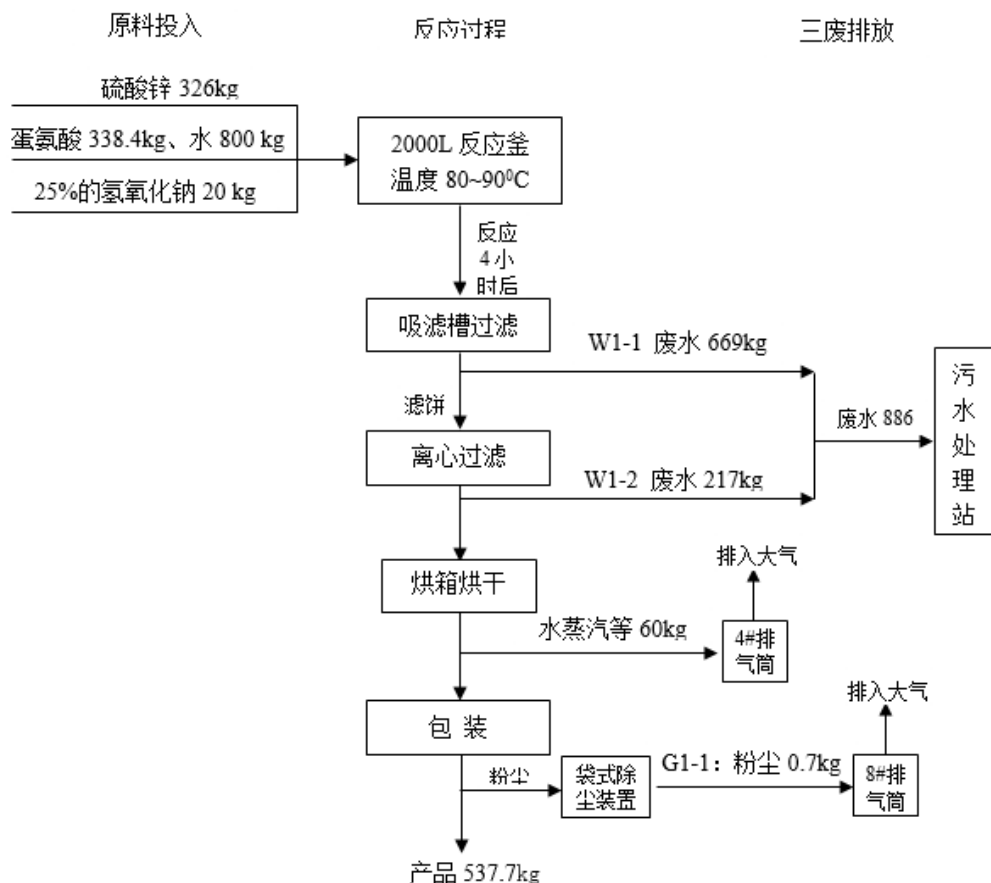 原料投入
反应过程
三废排放
硫酸锌 326kg
蛋氨酸 338.4kg、水 800 kg
25%的氢氧化钠 20 kg
2000L 反应釜
温度 80~90⁰C
反应
4 小
时后
吸滤槽过滤
W1-1 废水 669kg
滤饼
废水 886
污
水
处
理
站
离心过滤
W1-2 废水 217kg
烘箱烘干
排入大气
水蒸汽等 60kg
4#排
气筒
包 装
排入大气
粉尘
袋式除
尘装置
G1-1：粉尘 0.7kg
8#排
气筒
产品 537.7kg